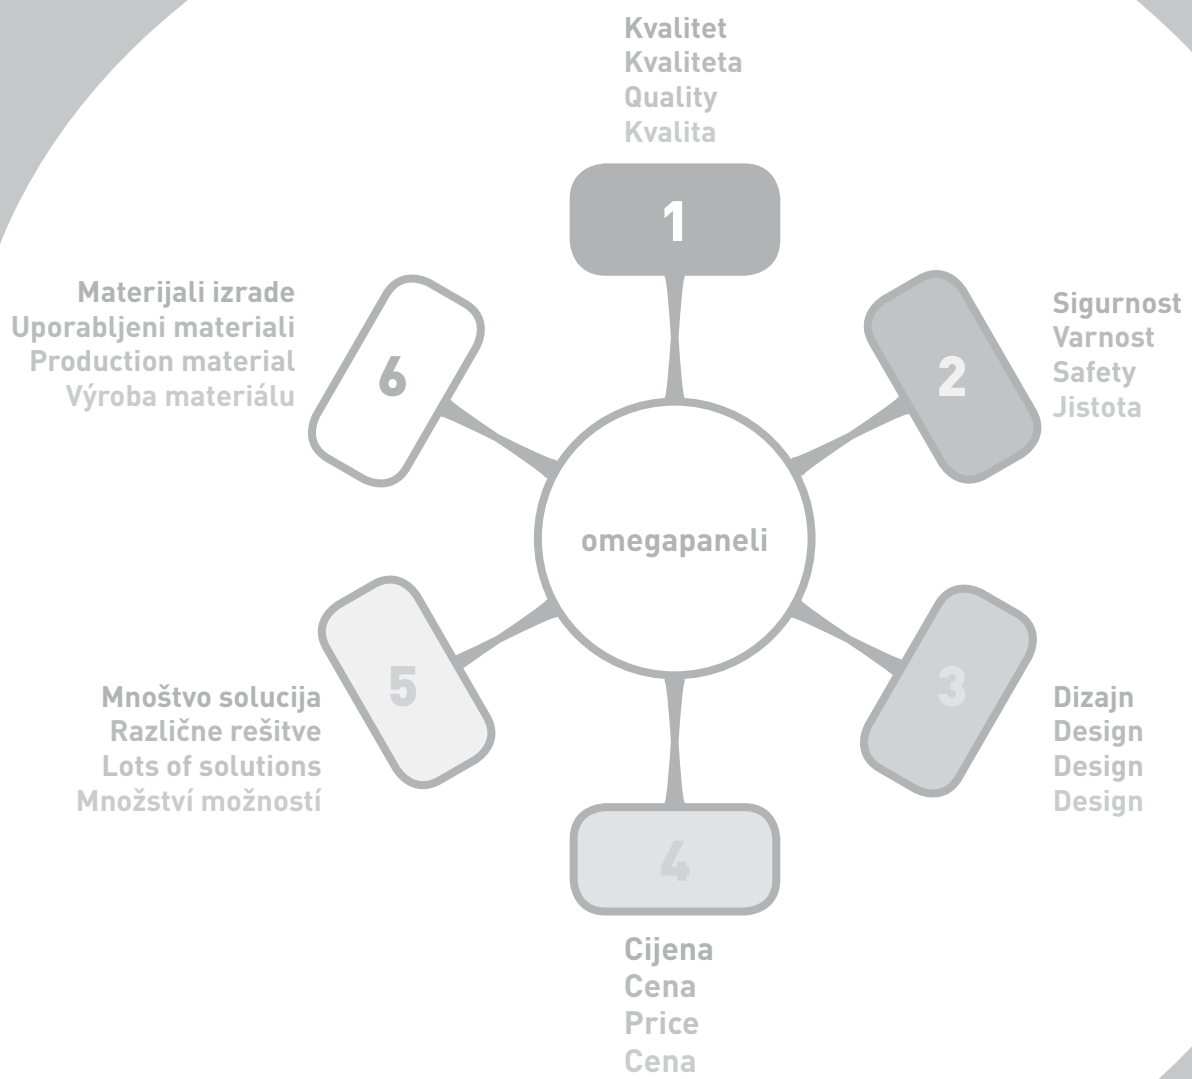 Kvalitet
Kvaliteta
Quality
Kvalita
1
Sigurnost
Varnost
Safety
Jistota
2
Dizajn
Design
Design
Design
3
Cijena
Cena
Price
Cena
4
Mnoštvo solucija
Različne rešitve
Lots of solutions
Množství možností
5
Materijali izrade
Uporabljeni materiali
Production material
Výroba materiálu
6
omegapaneli